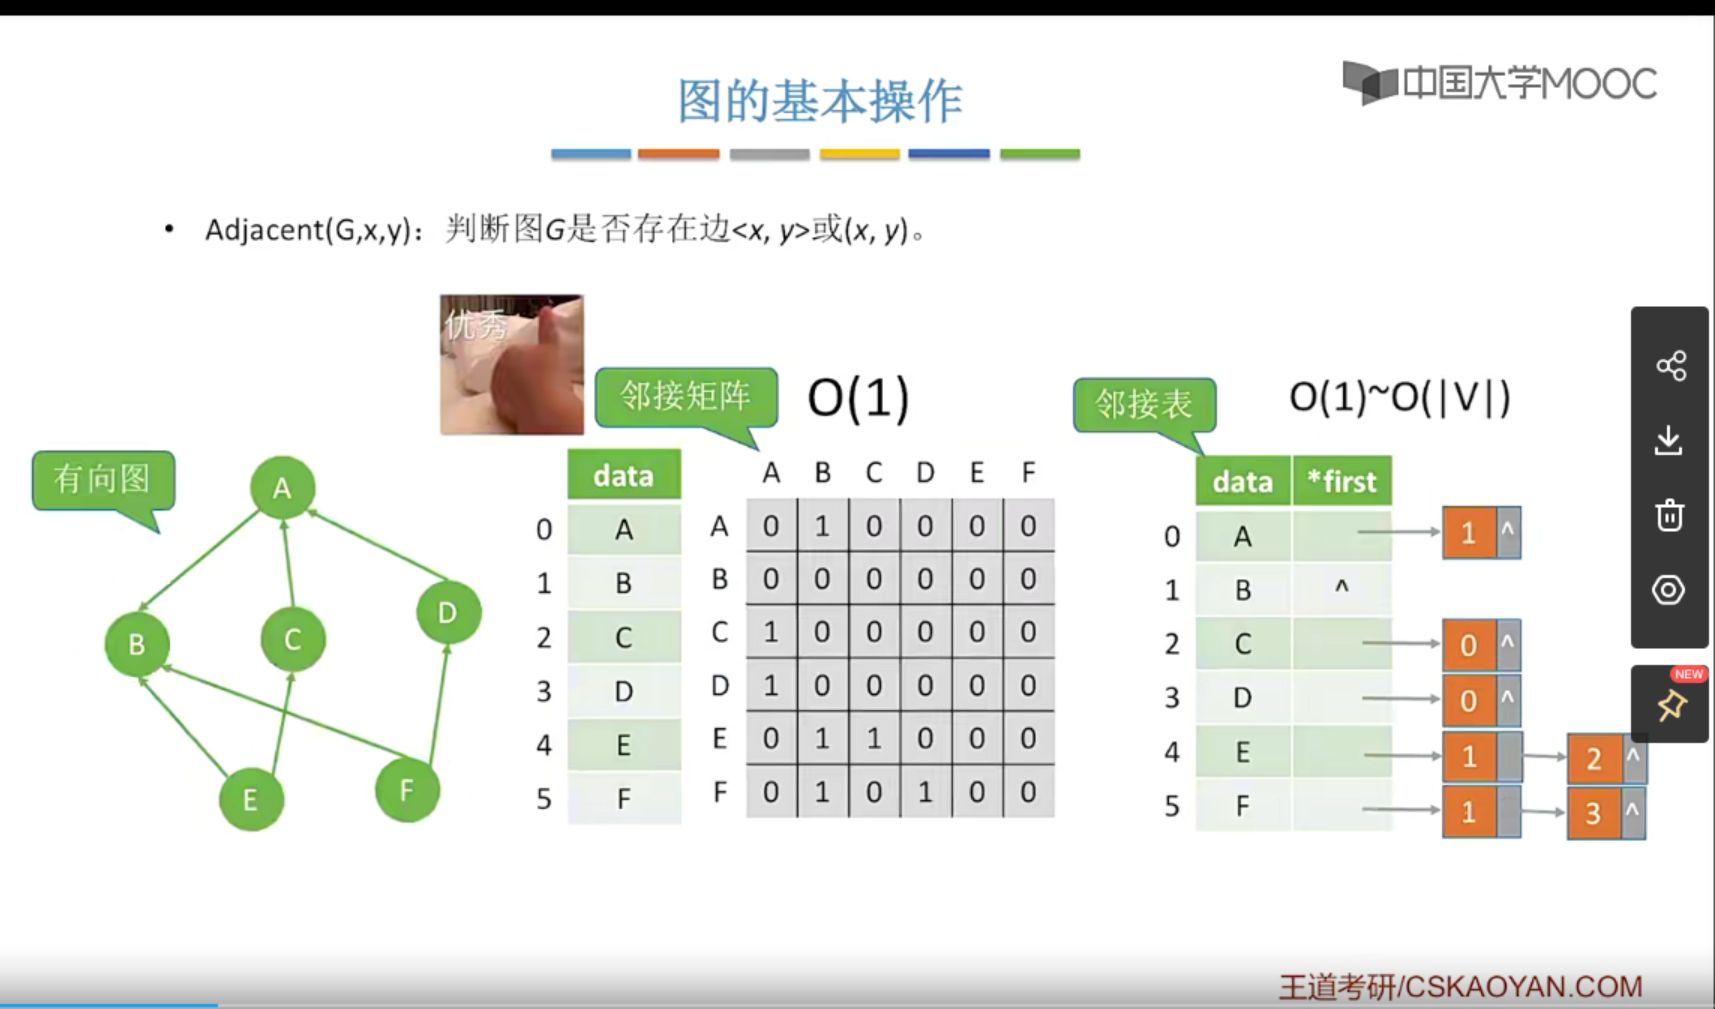 中国大学MOOC
图的基本操作
• Adjacent(G,x,y)：判断图G是否存在边<x, y>或(x, y)。
优秀
邻接矩阵
O(1)
邻接表
O(1)~O(|V|)
有向图
A
B
C
D
E
F
data
0 A
1 B
2 C
3 D
4 E
5 F
A B C D E F
A 0 1 0 0 0 0
B 0 0 0 0 0 0
C 1 0 0 0 0 0
D 1 0 0 0 0 0
E 0 1 1 0 0 0
F 0 1 0 1 0 0
data *first
0 A 1 ^
1 B ^
2 C 0 ^
3 D 0 ^
4 E 1 2 ^
5 F 1 3 ^
NEW
王道考研/CSKAOYAN.COM